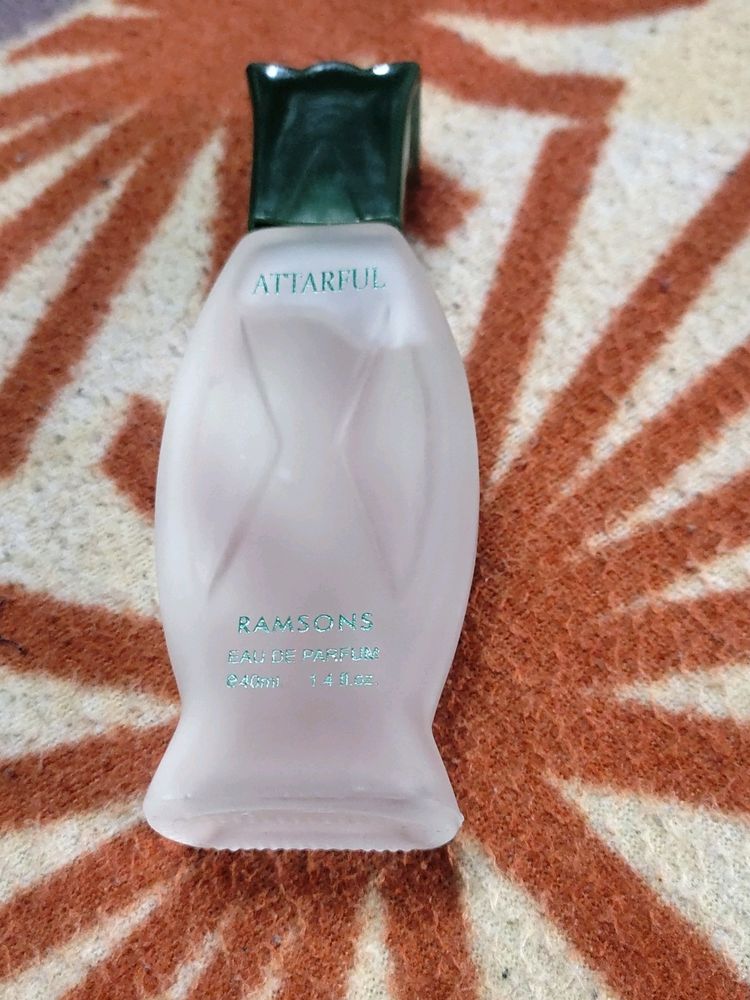 ATTARFUL
RAMSONS
EAU DE PARFUM
℮40ml 1.4 fl.oz.